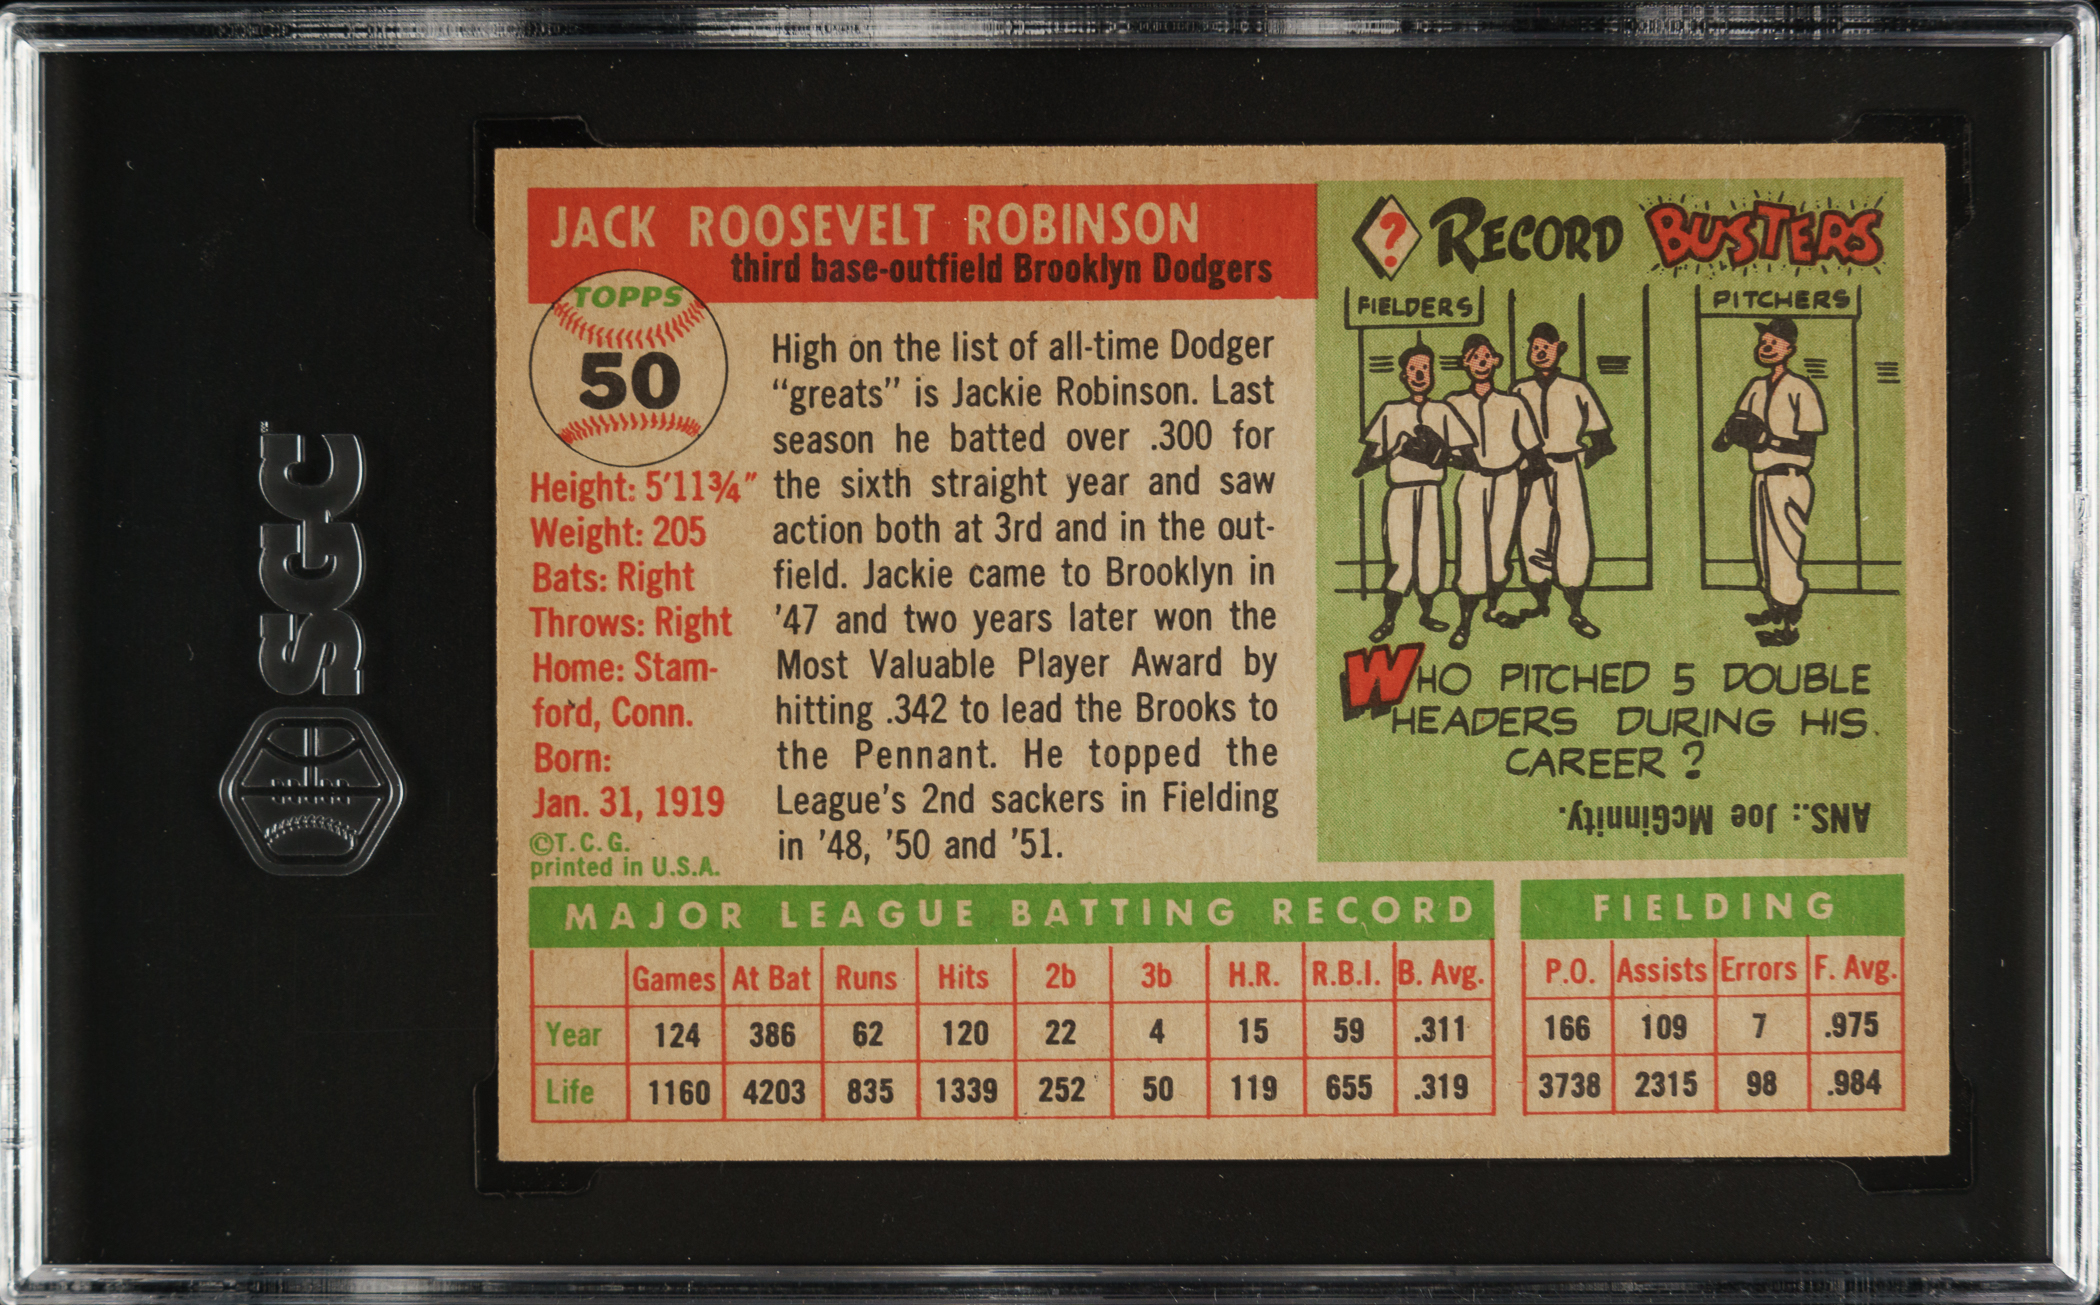 SGC
JACK ROOSEVELT ROBINSON
third base-outfield Brooklyn Dodgers
TOPPS
50
Height: 5'11¾"
Weight: 205
Bats: Right
Throws: Right
Home: Stam-
ford, Conn.
Born:
Jan. 31, 1919
©T.C.G.
printed in U.S.A.
High on the list of all-time Dodger
“greats” is Jackie Robinson. Last
season he batted over .300 for
the sixth straight year and saw
action both at 3rd and in the out-
field. Jackie came to Brooklyn in
’47 and two years later won the
Most Valuable Player Award by
hitting .342 to lead the Brooks to
the Pennant. He topped the
League’s 2nd sackers in Fielding
in ’48, ’50 and ’51.
? RECORD BUSTERS
FIELDERS
PITCHERS
WHO PITCHED 5 DOUBLE
HEADERS DURING HIS
CAREER?
ANS.: Joe McGinnity.
MAJOR LEAGUE BATTING RECORD
Games At Bat Runs Hits 2b 3b H.R. R.B.I. B. Avg.
Year 124 386 62 120 22 4 15 59 .311
Life 1160 4203 835 1339 252 50 119 655 .319
FIELDING
P.O. Assists Errors F. Avg.
166 109 7 .975
3738 2315 98 .984